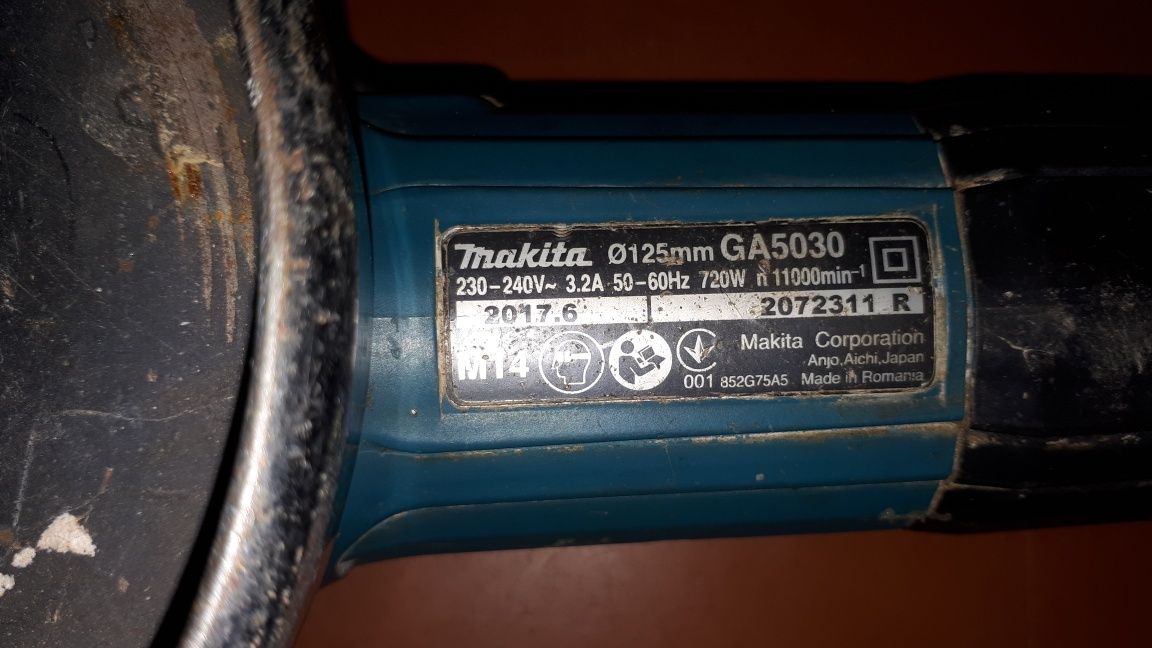 makita Ø125mm GA5030
230-240V~ 3.2A 50-60Hz 720W n 11000min⁻¹
2017.6 2072311 R
M14 Makita Corporation
Anjo,Aichi,Japan
001 852G75A5 Made in Romania